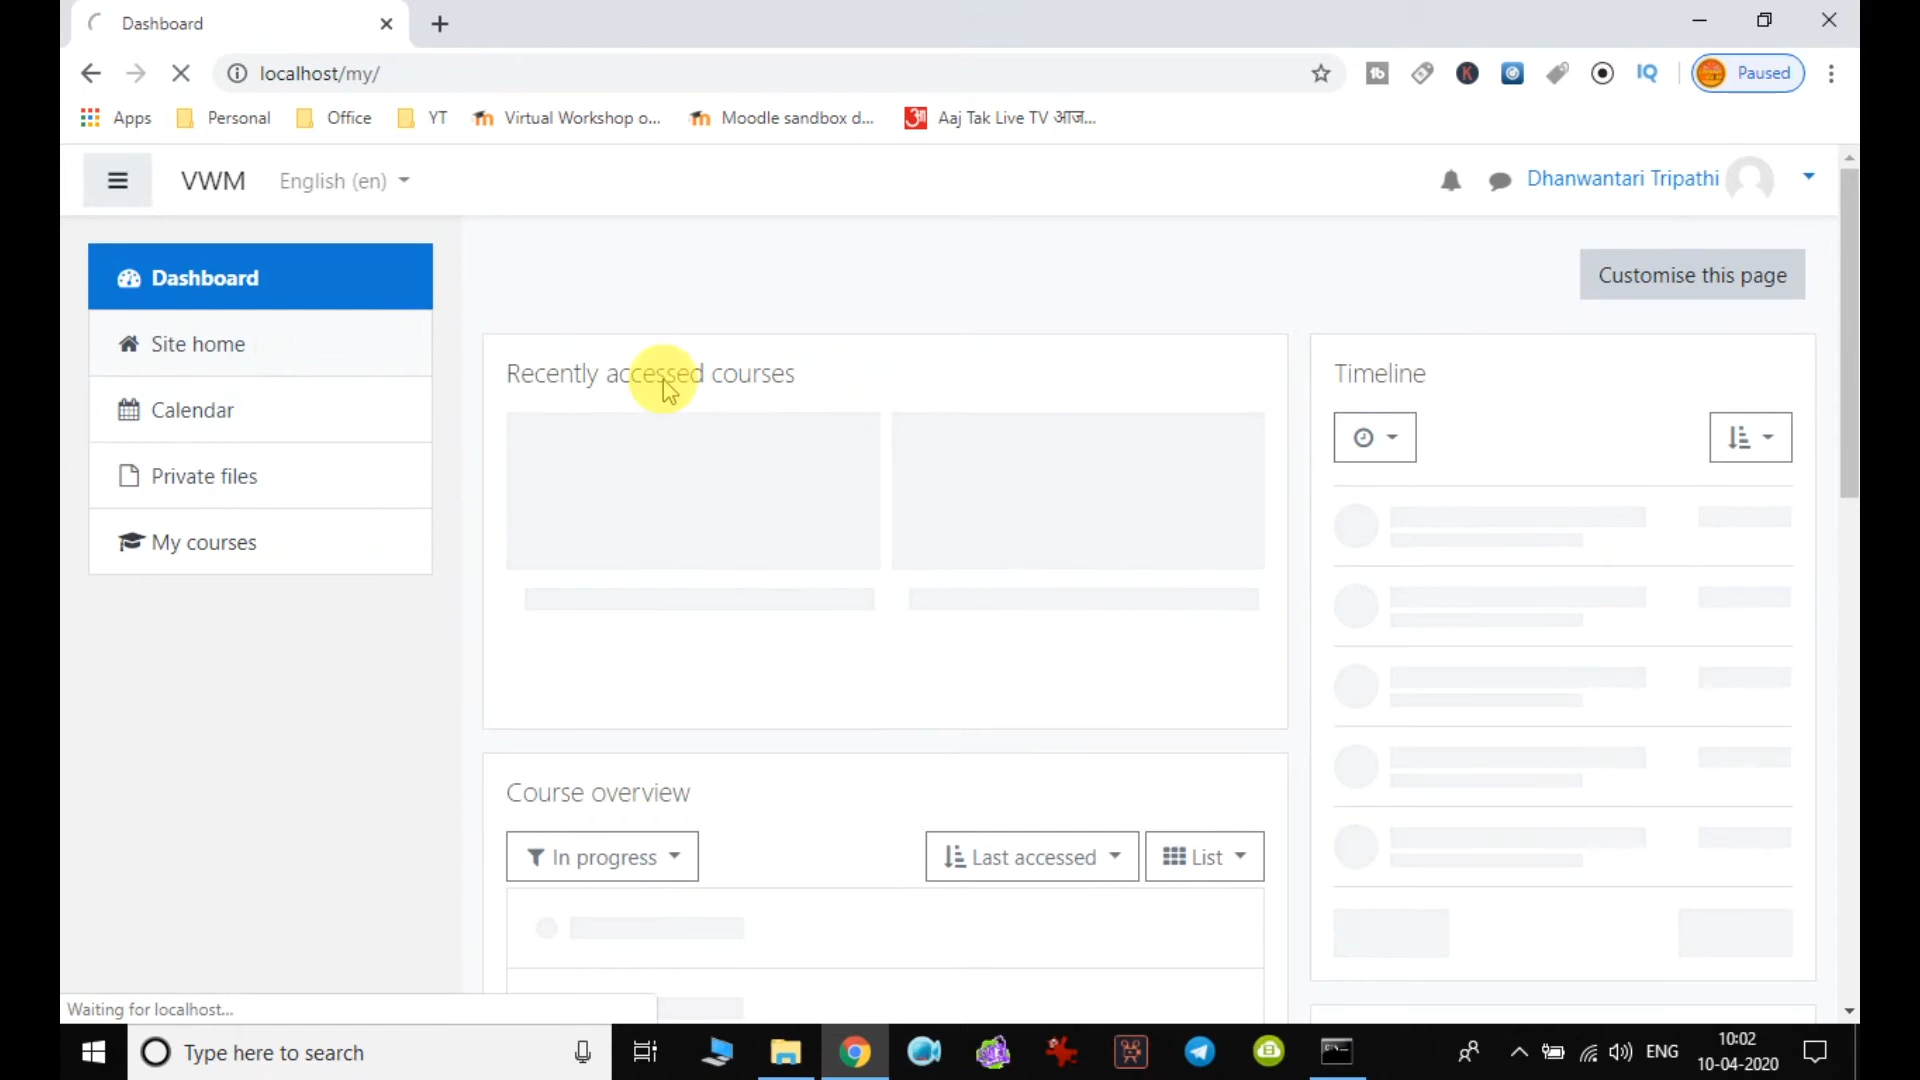 Dashboard
localhost/my/
Paused
Apps
Personal
Office
YT
Virtual Workshop o...
Moodle sandbox d...
Aaj Tak Live TV आज...
VWM
English (en)
Dhanwantari Tripathi
Dashboard
Site home
Calendar
Private files
My courses
Customise this page
Recently accessed courses
Timeline
Course overview
In progress
Last accessed
List
Waiting for localhost...
Type here to search
ENG
10:02
10-04-2020